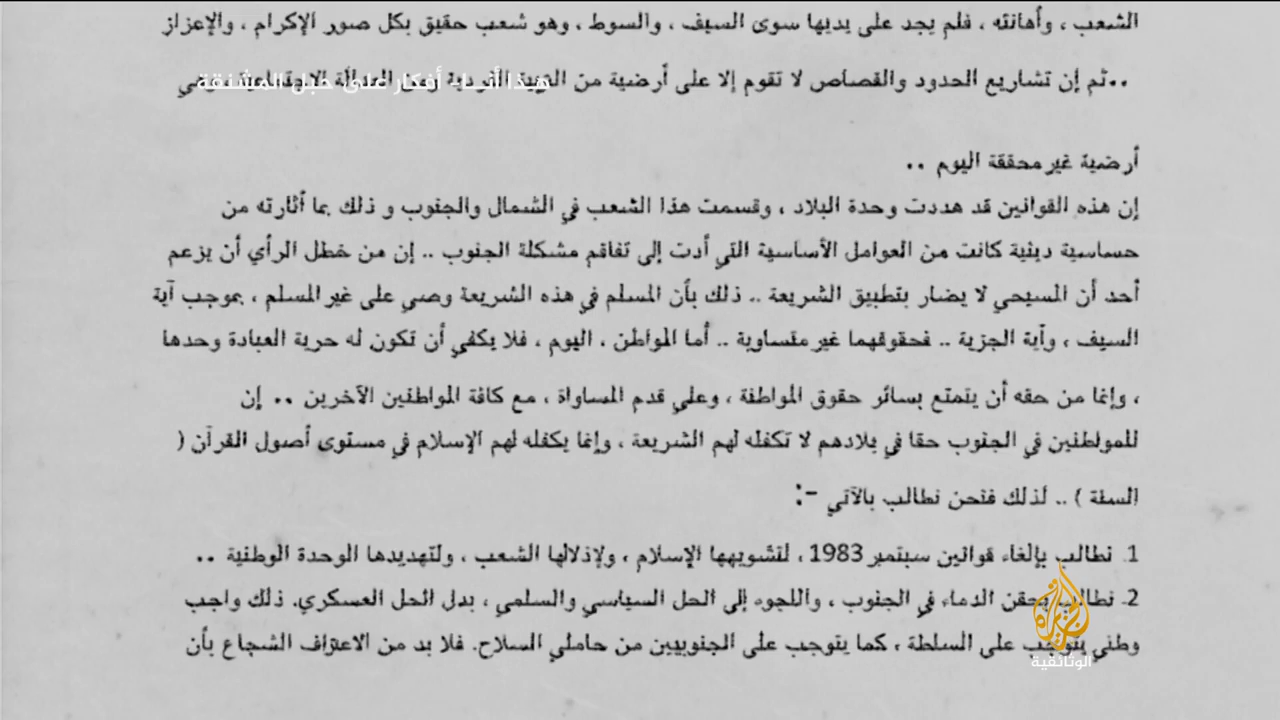 الشعب ، وأهانته ، فلم يجد على يديها سوى السيف ، والسوط ، وهو شعب حقيق بكل صور الإكرام ، والإعزاز
..ثم إن تشاريع الحدود والقصاص لا تقوم إلا على أرضية من
أرضية غير محققة اليوم ..
إن هذه القوانين قد هددت وحدة البلاد ، وقسمت هذا الشعب في الشمال والجنوب و ذلك بما أثارته من
حساسية دينية كانت من العوامل الأساسية التي أدت إلى تفاقم مشكلة الجنوب .. إن من خطل الرأي أن يزعم
أحد أن المسيحي لا يضار بتطبيق الشريعة .. ذلك بأن المسلم في هذه الشريعة وصي على غير المسلم ، بموجب آية
السيف ، وآية الجزية .. فحقوقهما غير متساوية .. أما المواطن ، اليوم ، فلا يكفي أن تكون له حرية العبادة وحدها
، وإنما من حقه أن يتمتع بسائر حقوق المواطنة ، وعلي قدم المساواة ، مع كافة المواطنين الآخرين .. إن
للمواطنين في الجنوب حقا في بلادهم لا تكفله لهم الشريعة ، وإنما يكفله لهم الإسلام في مستوى أصول القرآن (
السنة ) .. لذلك فنحن نطالب بالآتي :-
1. نطالب بإلغاء قوانين سبتمبر 1983 ، لتشويهها الإسلام ، ولإذلالها الشعب ، ولتهديدها الوحدة الوطنية ..
2. نطالب بحقن الدماء في الجنوب ، واللجوء إلى الحل السياسي والسلمي ، بدل الحل العسكري. ذلك واجب
وطني يتوجب على السلطة ، كما يتوجب على الجنوبيين من حاملي السلاح. فلا بد من الاعتراف الشجاع بأن
الجزيرة
الوثائقية